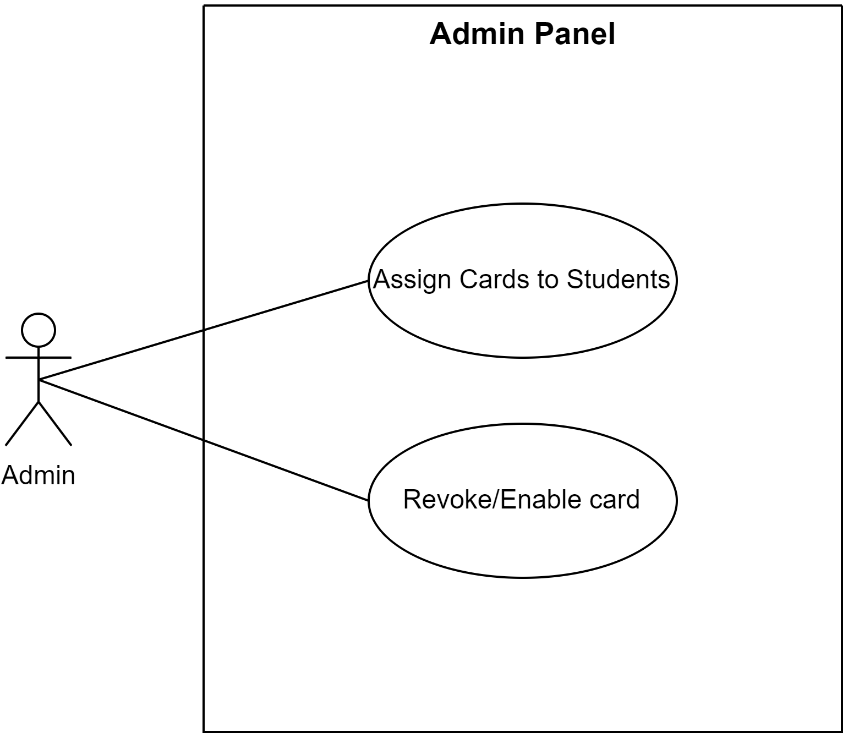 Admin Panel
Assign Cards to Students
Admin
Revoke/Enable card